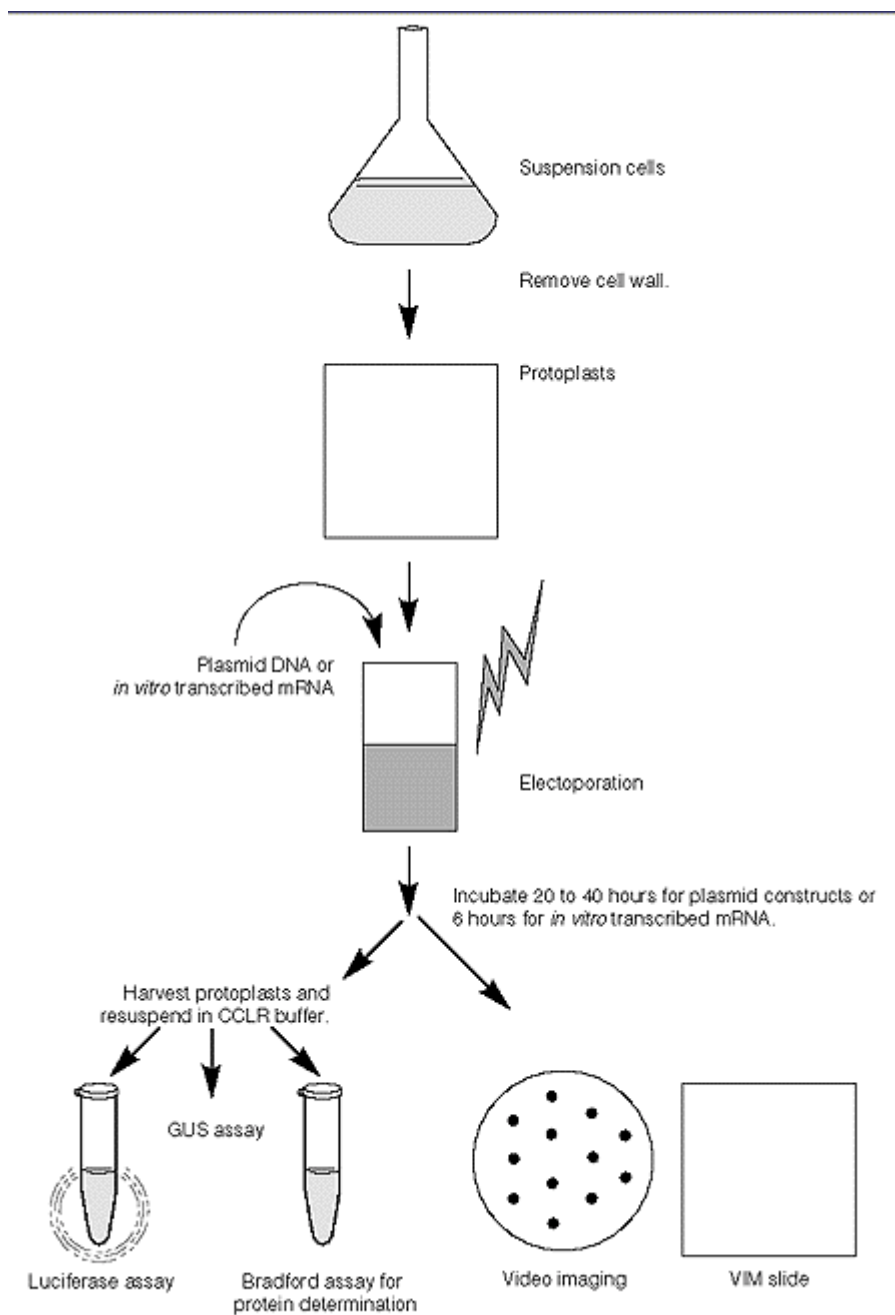 Suspension cells
Remove cell wall.
Protoplasts
Plasmid DNA or
in vitro transcribed mRNA
Electoporation
Incubate 20 to 40 hours for plasmid constructs or
6 hours for in vitro transcribed mRNA.
Harvest protoplasts and
resuspend in CCLR buffer.
GUS assay
Luciferase assay
Bradford assay for
protein determination
Video imaging
VIM slide